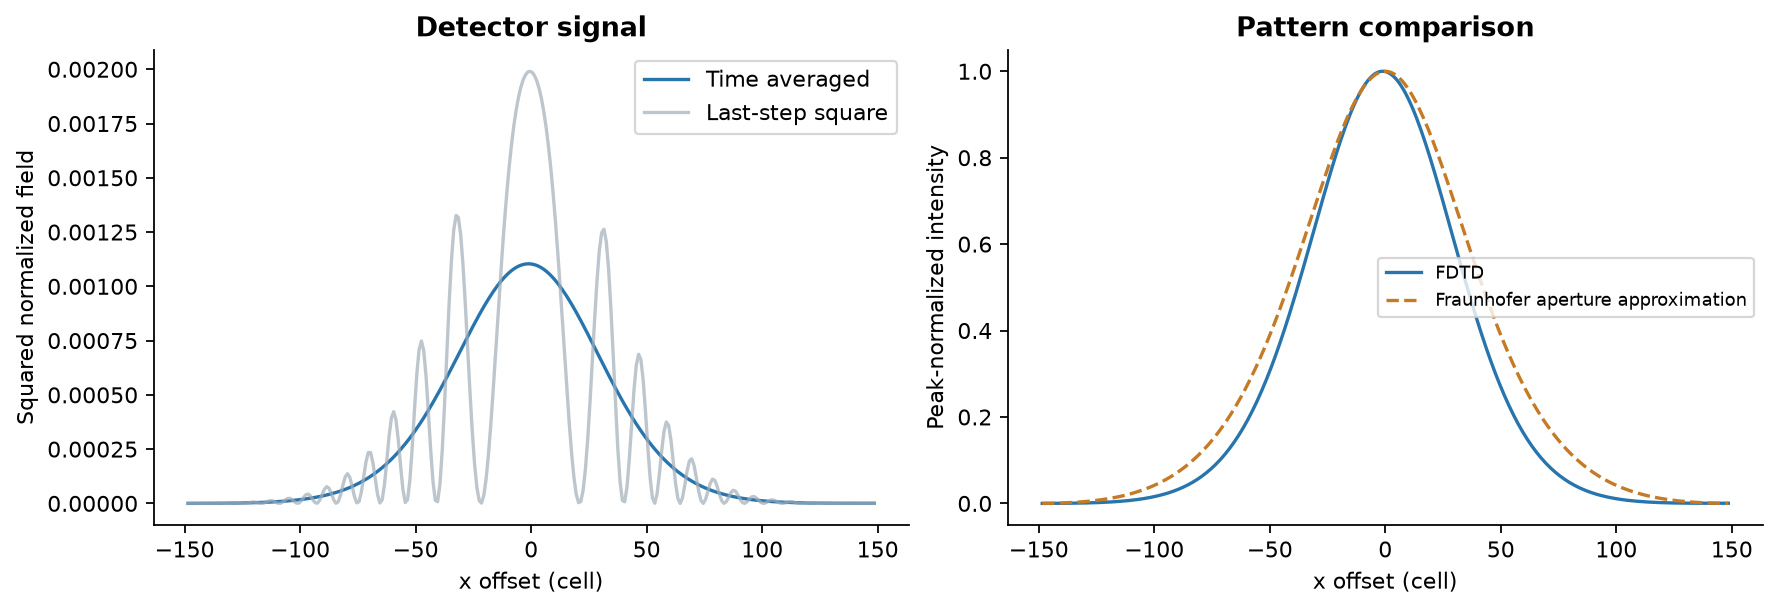 Detector signal
Squared normalized field
0.00200
0.00175
0.00150
0.00125
0.00100
0.00075
0.00050
0.00025
0.00000
Time averaged
Last-step square
−150
−100
−50
0
50
100
150
x offset (cell)
Pattern comparison
Peak-normalized intensity
1.0
0.8
0.6
0.4
0.2
0.0
FDTD
Fraunhofer aperture approximation
−150
−100
−50
0
50
100
150
x offset (cell)